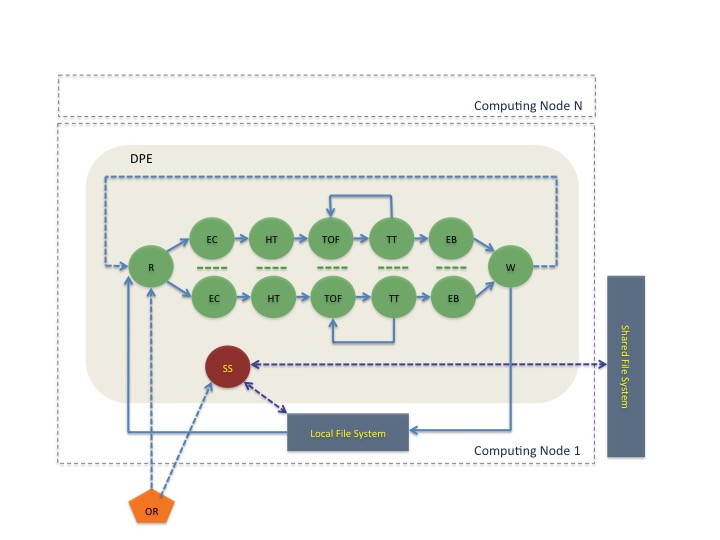 Computing Node N
DPE
EC
HT
TOF
TT
EB
R
W
EC
HT
TOF
TT
EB
SS
Shared File System
Local File System
Computing Node 1
OR